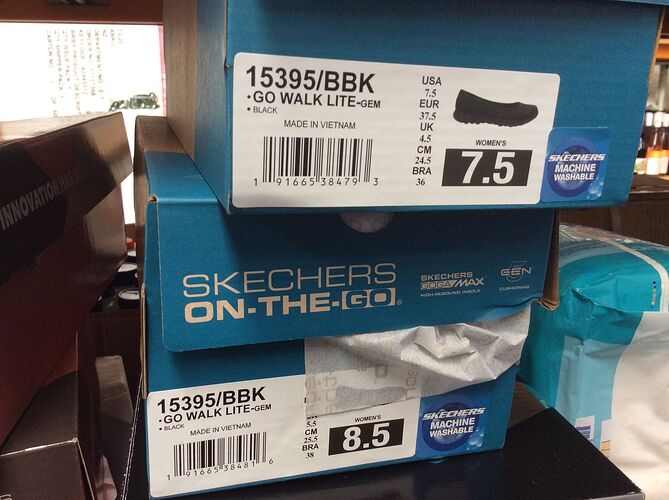 15395/BBK
•GO WALK LITE-GEM
• BLACK
MADE IN VIETNAM
1 91665 38479 3
USA
7.5
EUR
37.5
UK
4.5
CM
24.5
BRA
36
WOMEN'S
7.5
SKECHERS
MACHINE
WASHABLE
INNOVATION
SKECHERS
ON-THE-GO®
SKECHERS
GOGA/MAX
HIGH REBOUND INSOLE
GEN 5
CUSHIONING
15395/BBK
•GO WALK LITE-GEM
• BLACK
MADE IN VIETNAM
1 91665 38481 6
5.5
CM
25.5
BRA
38
WOMEN'S
8.5
SKECHERS
MACHINE
WASHABLE